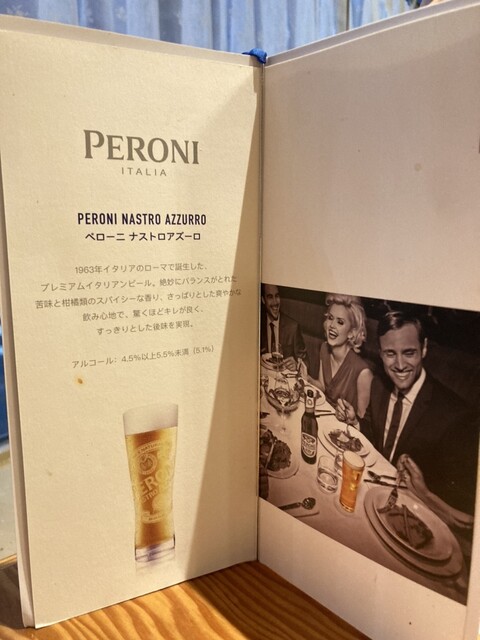 PERONI
ITALIA
PERONI NASTRO AZZURRO
ペローニ ナストロアズーロ
1963年イタリアのローマで誕生した、
プレミアムイタリアンビール。絶妙にバランスがとれた
苦味と柑橘類のスパイシーな香り、さっぱりとした爽やかな
飲み心地で、驚くほどキレが良く、
すっきりとした後味を実現。
アルコール：4.5%以上5.5%未満（5.1%）